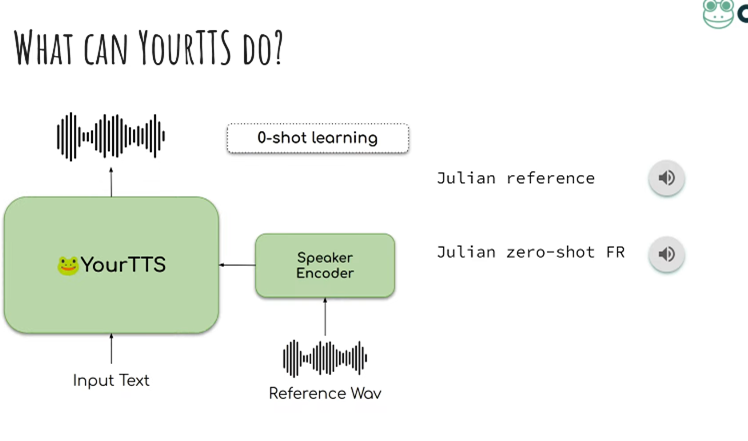 What can YourTTS do?
0-shot learning
Julian reference
Julian zero-shot FR
🐸YourTTS
Speaker
Encoder
Input Text
Reference Wav